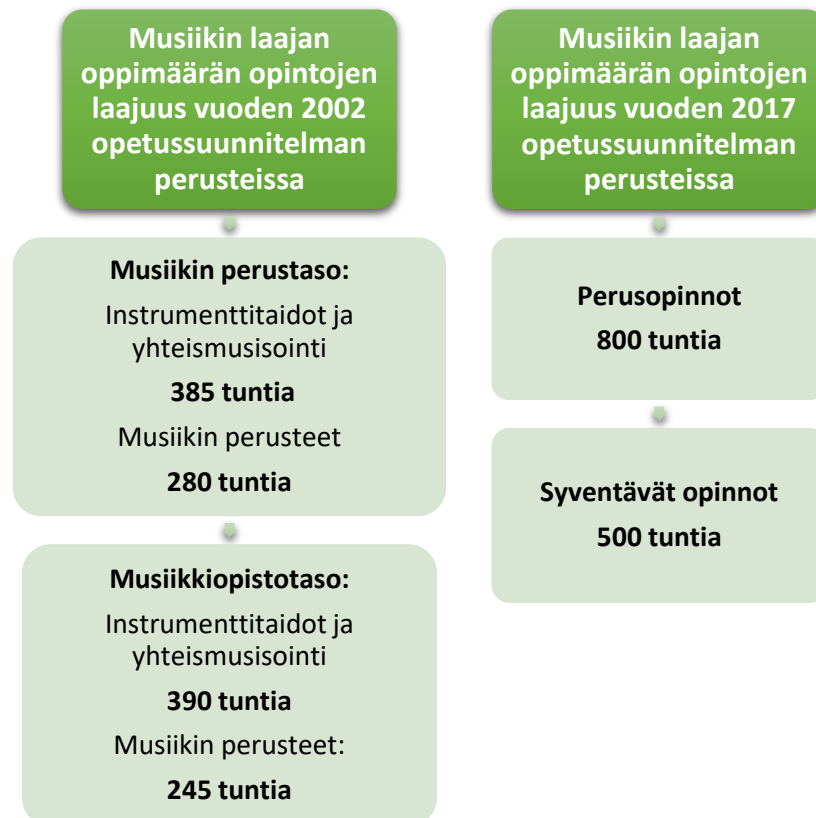 Musiikin laajan
oppimäärän opintojen
laajuus vuoden 2002
opetussuunnitelman
perusteissa
Musiikin perustaso:
Instrumenttitaidot ja
yhteismusisointi
385 tuntia
Musiikin perusteet
280 tuntia
Musiikkiopistotaso:
Instrumenttitaidot ja
yhteismusisointi
390 tuntia
Musiikin perusteet:
245 tuntia
Musiikin laajan
oppimäärän opintojen
laajuus vuoden 2017
opetussuunnitelman
perusteissa
Perusopinnot
800 tuntia
Syventävät opinnot
500 tuntia